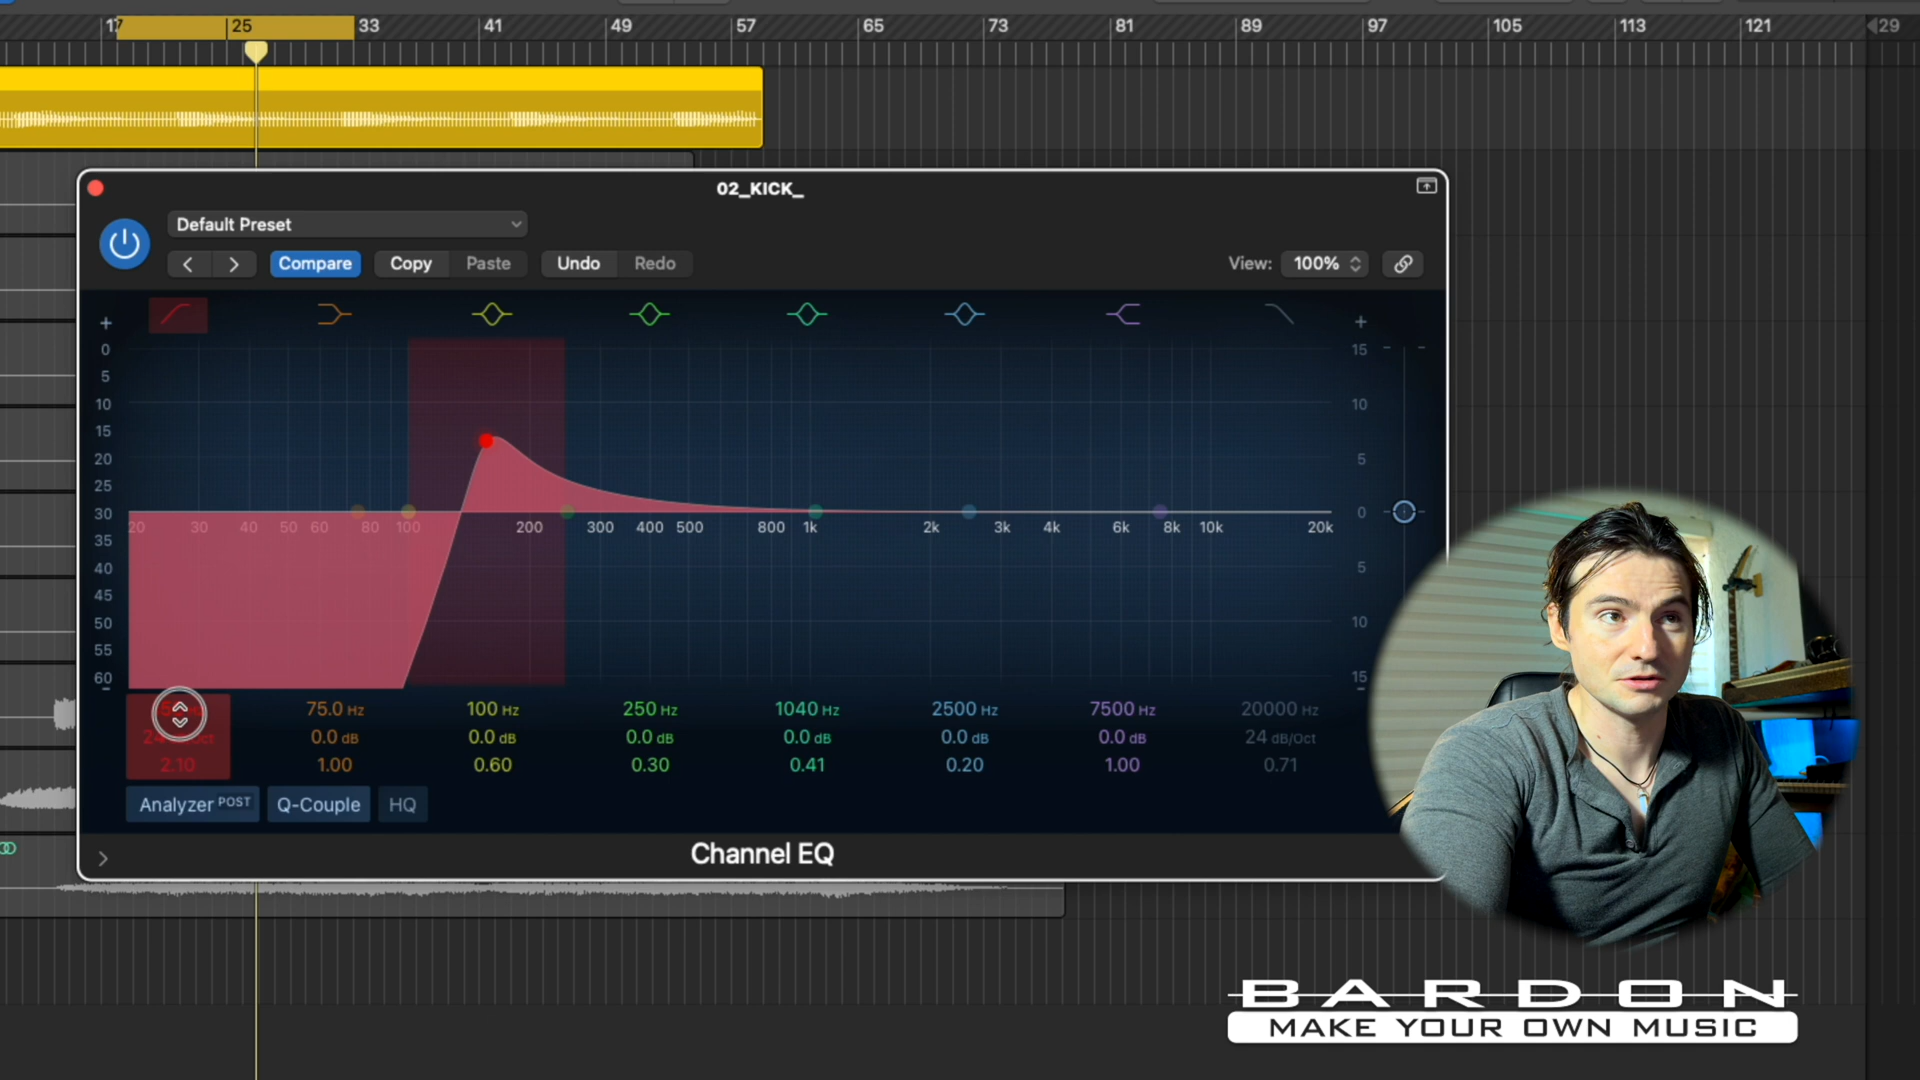 17 25 33 41 49 57 65 73 81 89 97 105 113 121 29
02_KICK_
Default Preset
Compare Copy Paste Undo Redo View: 100%
+ +
0 15
5
10 10
15
20 5
25
30 20 30 40 50 60 80 100 200 300 400 500 800 1k 2k 3k 4k 6k 8k 10k 20k 0
35
40 5
45
50 10
55
60 15
75.0 Hz 100 Hz 250 Hz 1040 Hz 2500 Hz 7500 Hz 20000 Hz
0.0 dB 0.0 dB 0.0 dB 0.0 dB 0.0 dB 0.0 dB 24 dB/Oct
2.10 1.00 0.60 0.30 0.41 0.20 1.00 0.71
Analyzer POST Q-Couple HQ
Channel EQ
BARDON
MAKE YOUR OWN MUSIC